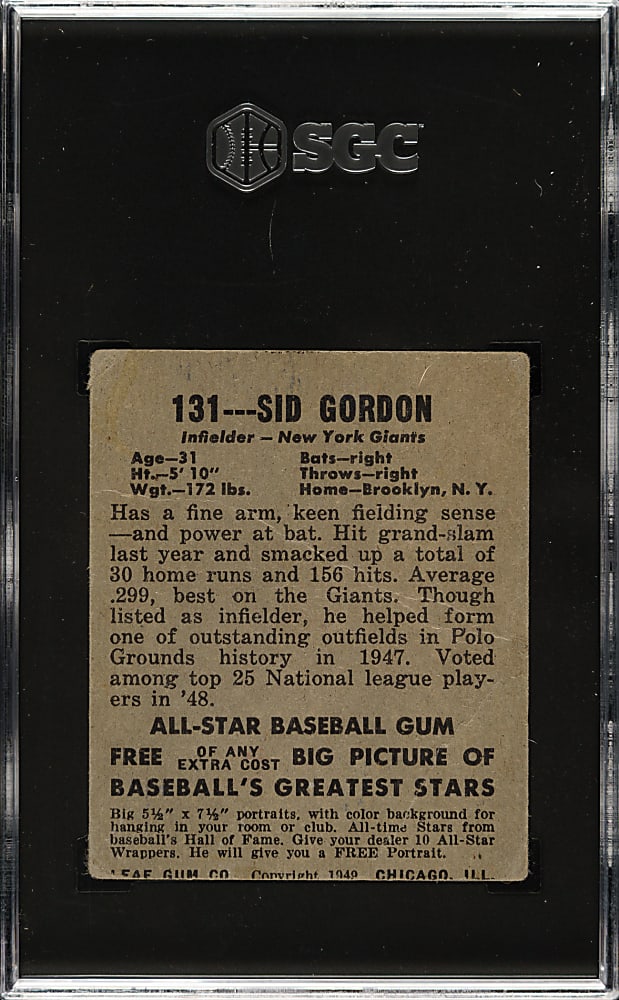 SGC
131---SID GORDON
Infielder – New York Giants
Age—31 Bats—right
Ht.—5' 10" Throws—right
Wgt.—172 lbs. Home—Brooklyn, N. Y.
Has a fine arm, keen fielding sense
—and power at bat. Hit grand-slam
last year and smacked up a total of
30 home runs and 156 hits. Average
.299, best on the Giants. Though
listed as infielder, he helped form
one of outstanding outfields in Polo
Grounds history in 1947. Voted
among top 25 National league play-
ers in '48.
ALL-STAR BASEBALL GUM
FREE OF ANY EXTRA COST BIG PICTURE OF
BASEBALL'S GREATEST STARS
Big 5½" x 7½" portraits, with color background for
hanging in your room or club. All-time Stars from
baseball's Hall of Fame. Give your dealer 10 All-Star
Wrappers. He will give you a FREE Portrait.
LEAF GUM CO. Copyright CHICAGO, ILL.